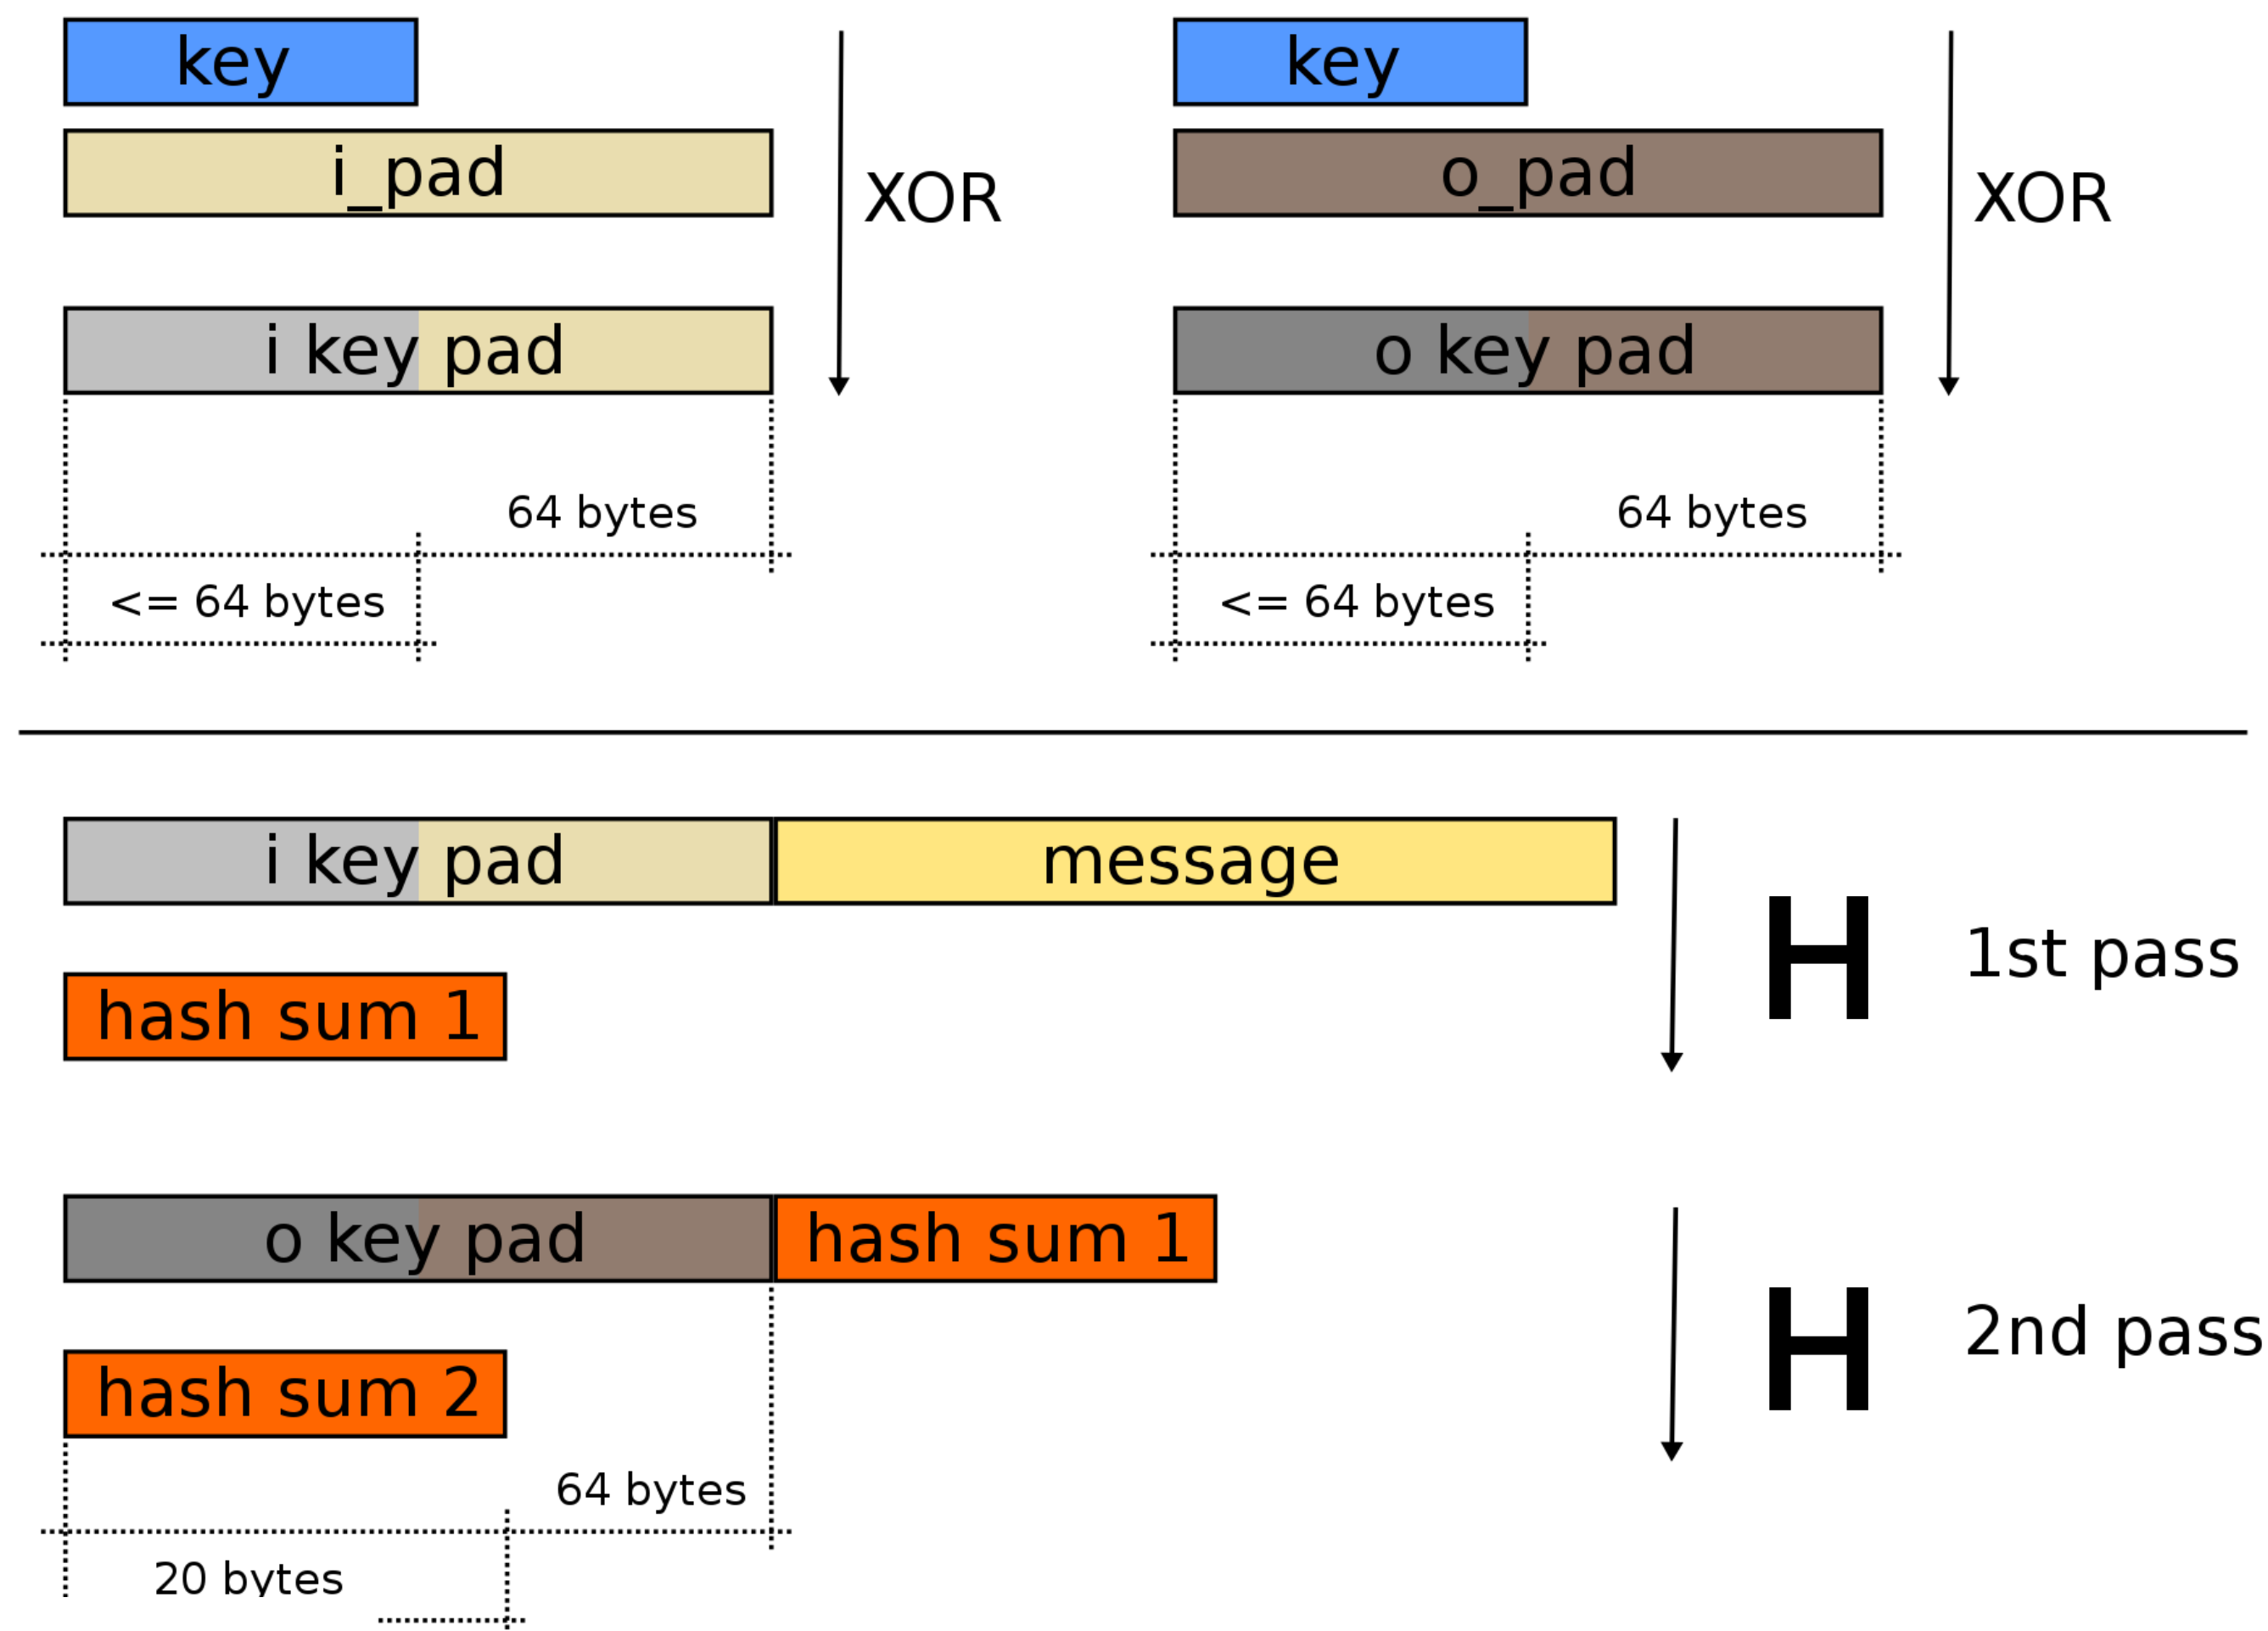 key
i_pad
XOR
i key pad
64 bytes
<= 64 bytes
key
o_pad
XOR
o key pad
64 bytes
<= 64 bytes
i key pad message
H 1st pass
hash sum 1
o key pad hash sum 1
H 2nd pass
hash sum 2
64 bytes
20 bytes